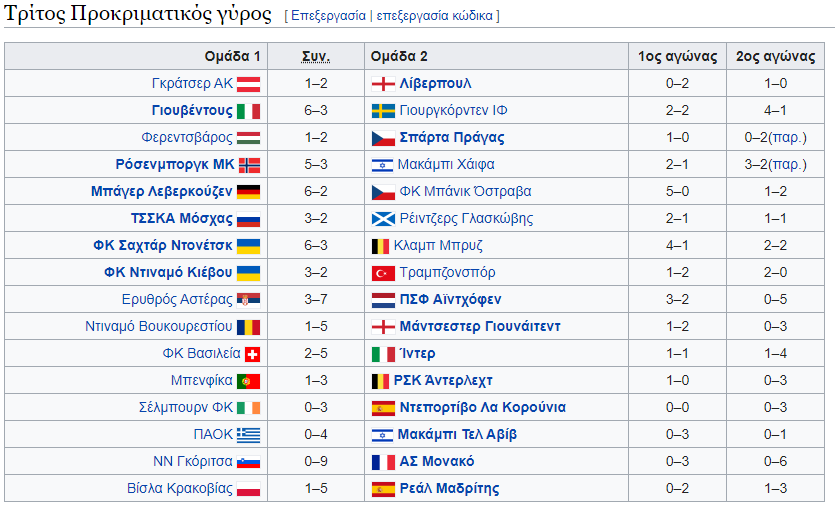 Τρίτος Προκριματικός γύρος [ Επεξεργασία | επεξεργασία κώδικα ]
Ομάδα 1 Συν. Ομάδα 2 1ος αγώνας 2ος αγώνας
Γκράτσερ ΑΚ 1–2 Λίβερπουλ 0–2 1–0
Γιουβέντους 6–3 Γιουργκόρντεν ΙΦ 2–2 4–1
Φερεντσβάρος 1–2 Σπάρτα Πράγας 1–0 0–2(παρ.)
Ρόσενμποργκ ΜΚ 5–3 Μακάμπι Χάιφα 2–1 3–2(παρ.)
Μπάγερ Λεβερκούζεν 6–2 ΦΚ Μπάνικ Όστραβα 5–0 1–2
ΤΣΣΚΑ Μόσχας 3–2 Ρέιντζερς Γλασκώβης 2–1 1–1
ΦΚ Σαχτάρ Ντονέτσκ 6–3 Κλαμπ Μπρυζ 4–1 2–2
ΦΚ Ντιναμό Κιέβου 3–2 Τραμπζονσπόρ 1–2 2–0
Ερυθρός Αστέρας 3–7 ΠΣΦ Αϊντχόφεν 3–2 0–5
Ντιναμό Βουκουρεστίου 1–5 Μάντσεστερ Γιουνάιτεντ 1–2 0–3
ΦΚ Βασιλεία 2–5 Ίντερ 1–1 1–4
Μπενφίκα 1–3 ΡΣΚ Άντερλεχτ 1–0 0–3
Σέλμπουρν ΦΚ 0–3 Ντεπορτίβο Λα Κορούνια 0–0 0–3
ΠΑΟΚ 0–4 Μακάμπι Τελ Αβίβ 0–3 0–1
ΝΝ Γκόριτσα 0–9 ΑΣ Μονακό 0–3 0–6
Βίσλα Κρακοβίας 1–5 Ρεάλ Μαδρίτης 0–2 1–3